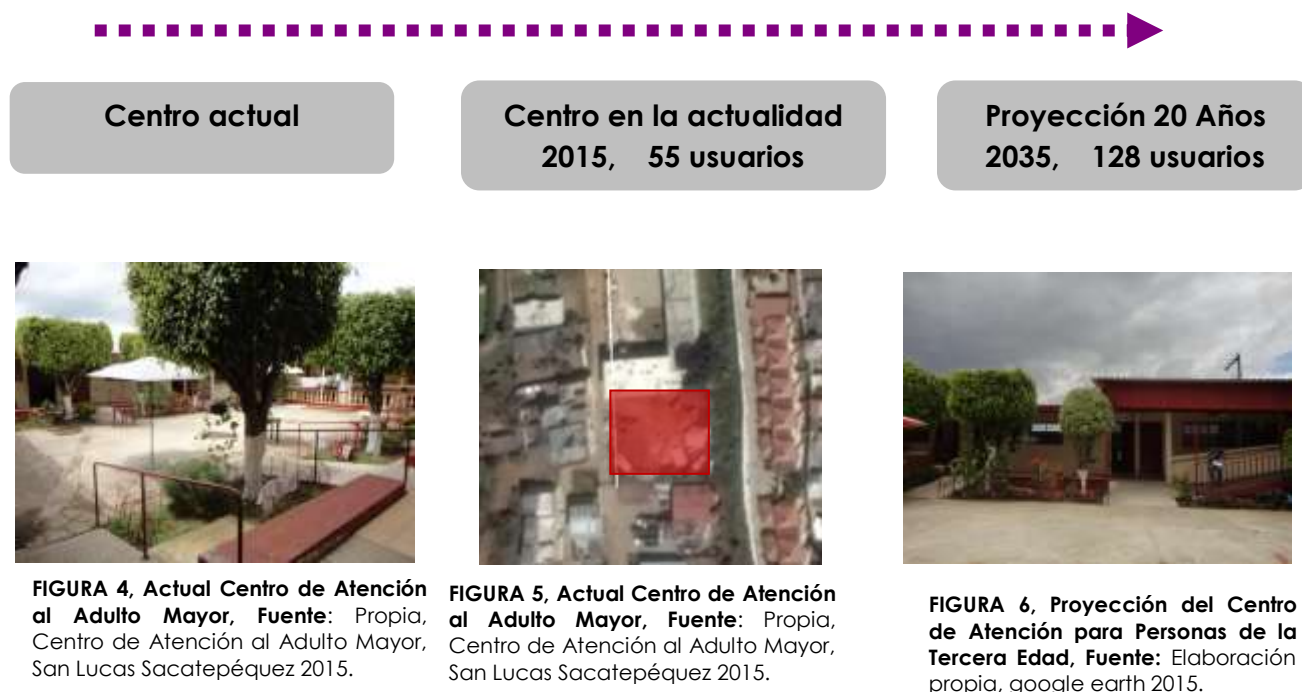 Centro actual
Centro en la actualidad
2015, 55 usuarios
Proyección 20 Años
2035, 128 usuarios
FIGURA 4, Actual Centro de Atención
al Adulto Mayor, Fuente: Propia,
Centro de Atención al Adulto Mayor,
San Lucas Sacatepéquez 2015.
FIGURA 5, Actual Centro de Atención
al Adulto Mayor, Fuente: Propia,
Centro de Atención al Adulto Mayor,
San Lucas Sacatepéquez 2015.
FIGURA 6, Proyección del Centro
de Atención para Personas de la
Tercera Edad, Fuente: Elaboración
propia, google earth 2015.